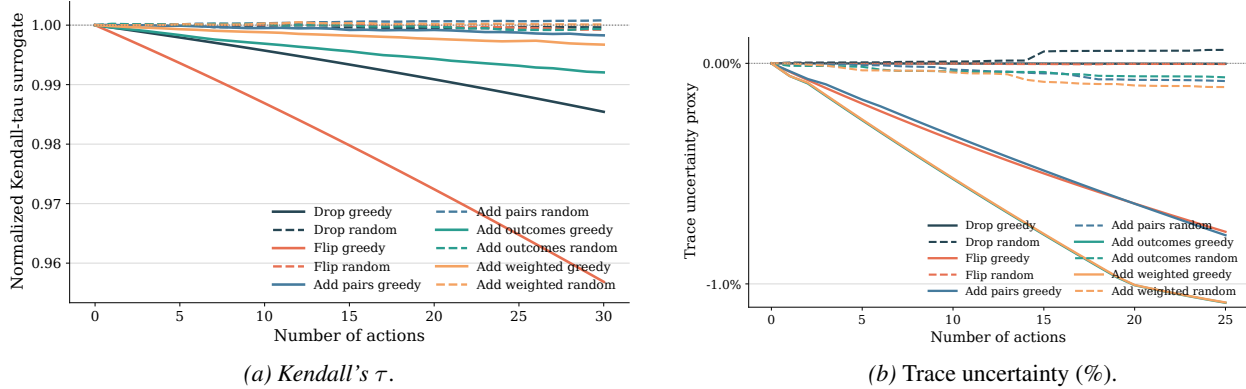 Normalized Kendall-tau surrogate
1.00
0.99
0.98
0.97
0.96
0
5
10
15
20
25
30
Number of actions
Drop greedy
Drop random
Flip greedy
Flip random
Add pairs greedy
Add pairs random
Add outcomes greedy
Add outcomes random
Add weighted greedy
Add weighted random
(a) Kendall's τ.
Trace uncertainty proxy
0.00%
-1.0%
0
5
10
15
20
25
Number of actions
Drop greedy
Drop random
Flip greedy
Flip random
Add pairs greedy
Add pairs random
Add outcomes greedy
Add outcomes random
Add weighted greedy
Add weighted random
(b) Trace uncertainty (%).